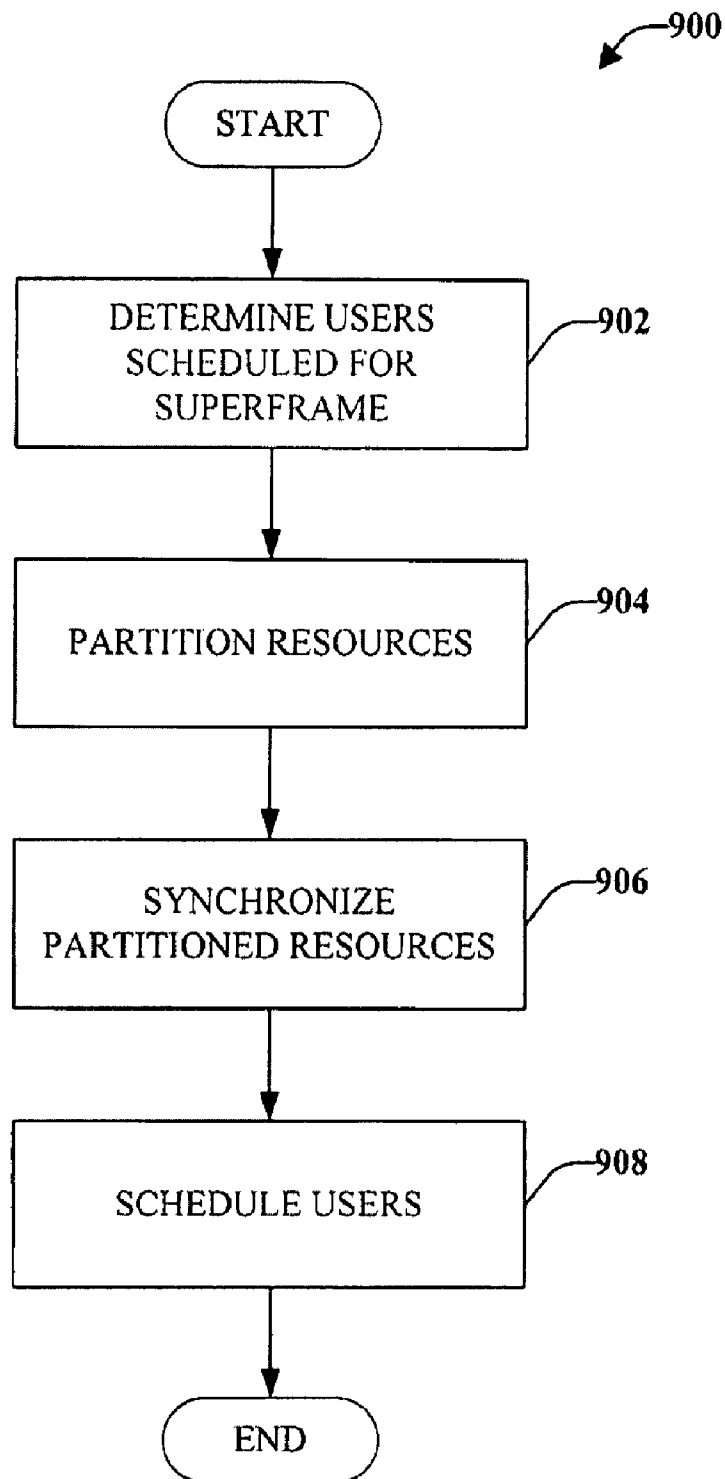 900
START
DETERMINE USERS
SCHEDULED FOR
SUPERFRAME
902
PARTITION RESOURCES
904
SYNCHRONIZE
PARTITIONED RESOURCES
906
SCHEDULE USERS
908
END